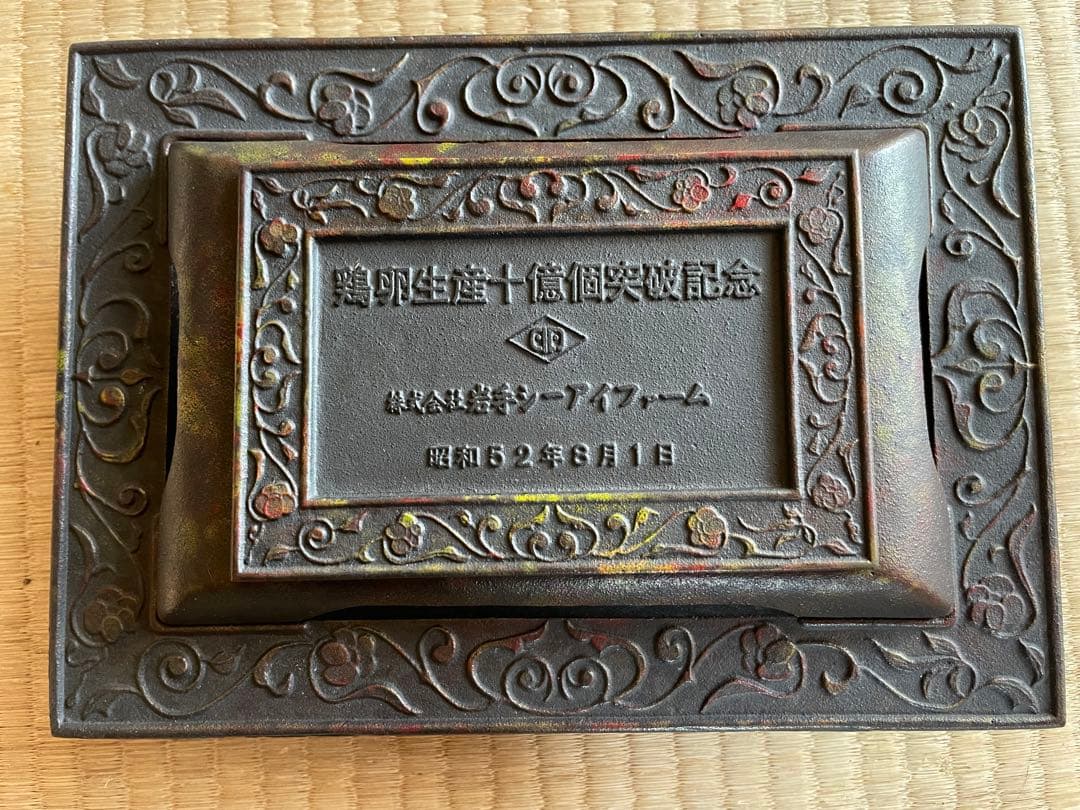 鶏卵生産十億個突破記念
卵
株式会社岩手シーアイファーム
昭和52年8月1日